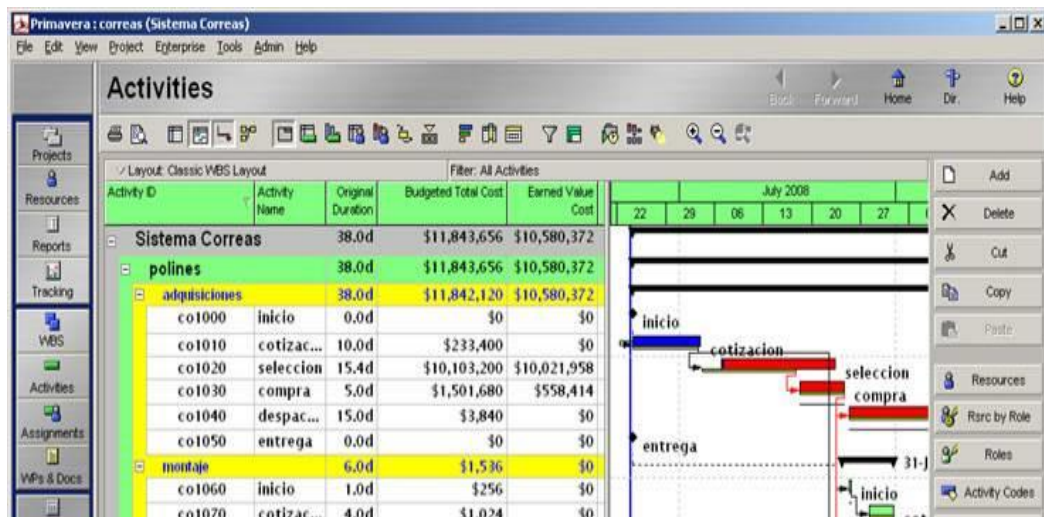 Primavera : correas (Sistema Correas)
File Edit View Project Enterprise Tools Admin Help
Activities
Back Forward Home Dir. Help
Projects
Resources
Reports
Tracking
WBS
Activities
Assignments
WPs & Docs
Layout: Classic WBS Layout Filter: All Activities
Activity ID Activity Name Original Duration Budgeted Total Cost Earned Value Cost
July 2008
22 29 06 13 20 27
Sistema Correas 38.0d $11,843,656 $10,580,372
polines 38.0d $11,843,656 $10,580,372
adquisiciones 38.0d $11,842,120 $10,580,372
co1000 inicio 0.0d $0 $0
co1010 cotizac... 10.0d $233,400 $0
co1020 seleccion 15.4d $10,103,200 $10,021,958
co1030 compra 5.0d $1,501,680 $558,414
co1040 despac... 15.0d $3,840 $0
co1050 entrega 0.0d $0 $0
montaje 6.0d $1,536 $0
co1060 inicio 1.0d $256 $0
co1070 cotizac... 4.0d $1,024 $0
inicio
cotizacion
seleccion
compra
entrega
31-J
inicio
Add
Delete
Cut
Copy
Paste
Resources
Rsrc by Role
Roles
Activity Codes